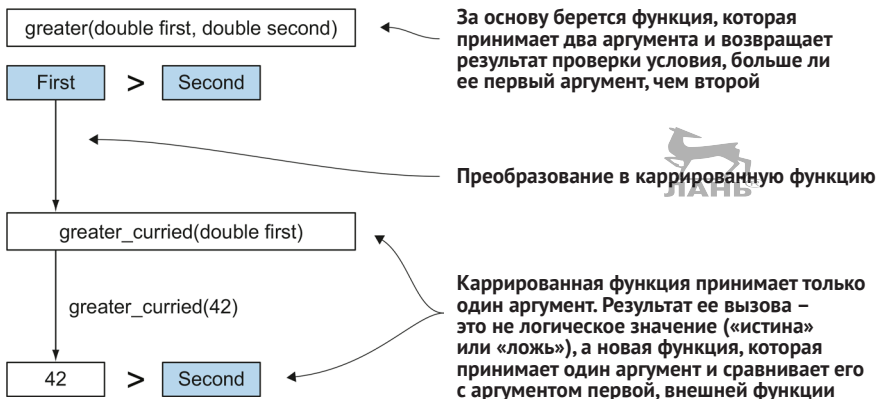 greater(double first, double second)
За основу берется функция, которая
принимает два аргумента и возвращает
результат проверки условия, больше ли
ее первый аргумент, чем второй
First > Second
Преобразование в каррированную функцию
ЛАНЬ
greater_curried(double first)
greater_curried(42)
Каррированная функция принимает только
один аргумент. Результат ее вызова –
это не логическое значение («истина»
или «ложь»), а новая функция, которая
принимает один аргумент и сравнивает его
с аргументом первой, внешней функции
42 > Second